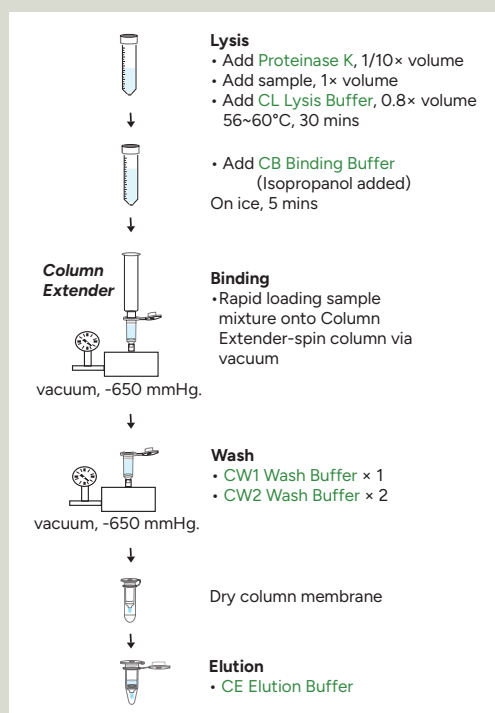 Lysis
• Add Proteinase K, 1/10× volume
• Add sample, 1× volume
• Add CL Lysis Buffer, 0.8× volume
56~60°C, 30 mins
• Add CB Binding Buffer
(Isopropanol added)
On ice, 5 mins
Column
Extender
Binding
• Rapid loading sample
mixture onto Column
Extender-spin column via
vacuum
vacuum, -650 mmHg.
Wash
• CW1 Wash Buffer × 1
• CW2 Wash Buffer × 2
vacuum, -650 mmHg.
Dry column membrane
Elution
• CE Elution Buffer